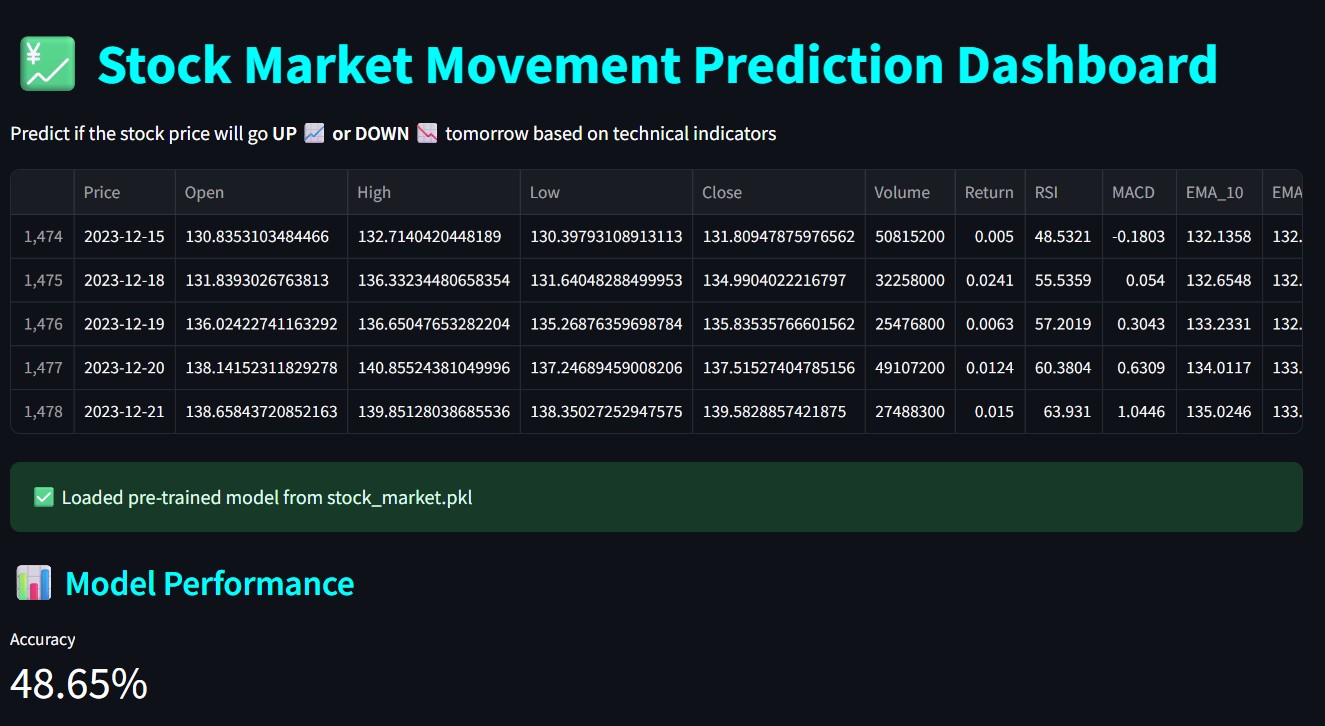 Stock Market Movement Prediction Dashboard
Predict if the stock price will go UP or DOWN tomorrow based on technical indicators
Price Open High Low Close Volume Return RSI MACD EMA_10 EMA
1,474 2023-12-15 130.8353103484466 132.7140420448189 130.39793108913113 131.80947875976562 50815200 0.005 48.5321 -0.1803 132.1358 132.
1,475 2023-12-18 131.8393026763813 136.33234480658354 131.64048288499953 134.9904022216797 32258000 0.0241 55.5359 0.054 132.6548 132.
1,476 2023-12-19 136.02422741163292 136.65047653282204 135.26876359698784 135.83535766601562 25476800 0.0063 57.2019 0.3043 133.2331 132.
1,477 2023-12-20 138.14152311829278 140.85524381049996 137.24689459008206 137.51527404785156 49107200 0.0124 60.3804 0.6309 134.0117 133.
1,478 2023-12-21 138.65843720852163 139.85128038685536 138.35027252947575 139.5828857421875 27488300 0.015 63.931 1.0446 135.0246 133.
Loaded pre-trained model from stock_market.pkl
Model Performance
Accuracy
48.65%